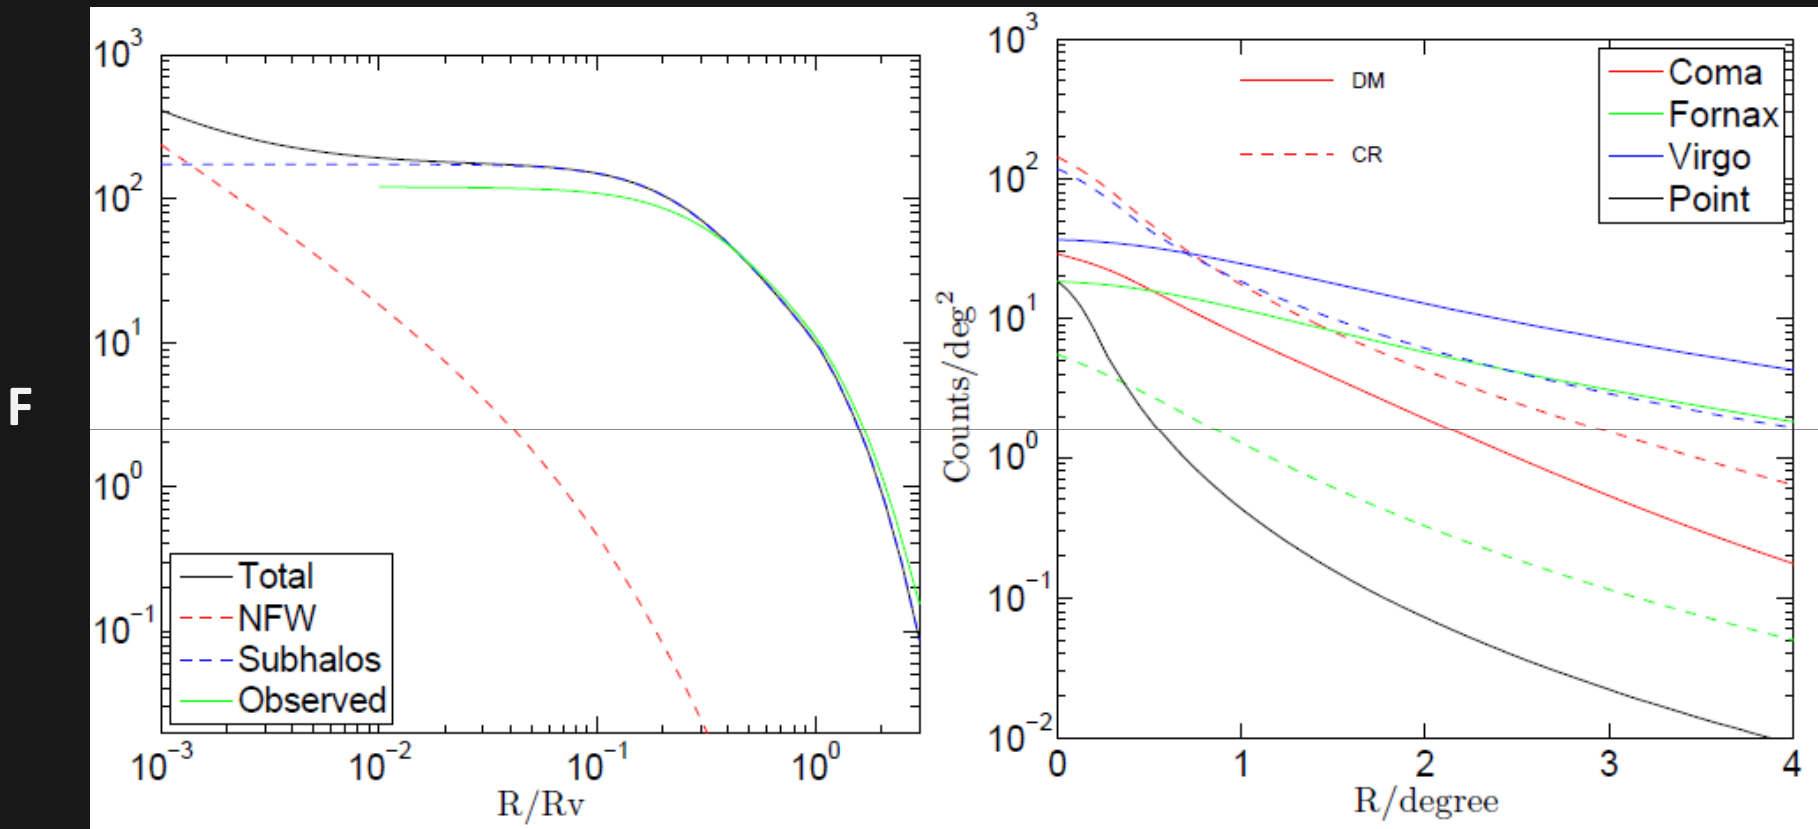 F
10^3
10^2
10^1
10^0
10^−1
Total
NFW
Subhalos
Observed
10^−3 10^−2 10^−1 10^0
R/Rv
Counts/deg^2
10^3
10^2
10^1
10^0
10^−1
10^−2
DM
CR
Coma
Fornax
Virgo
Point
0 1 2 3 4
R/degree